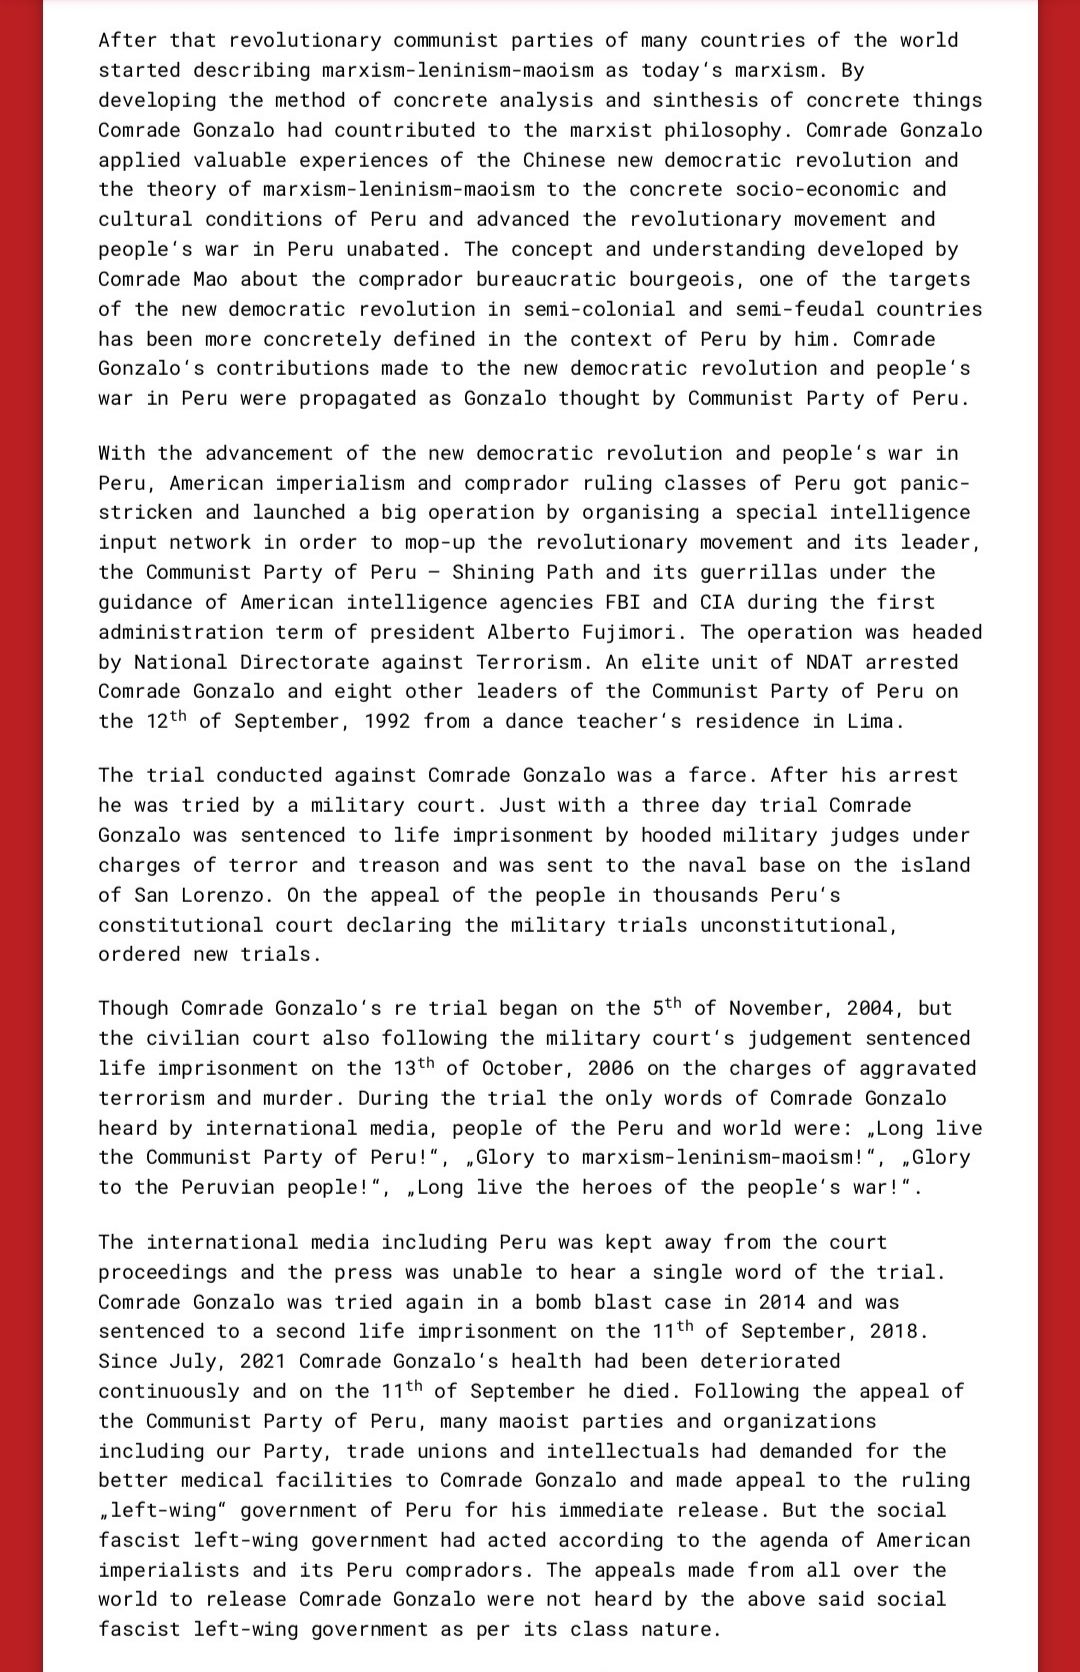 After that revolutionary communist parties of many countries of the world
started describing marxism-leninism-maoism as today‘s marxism. By
developing the method of concrete analysis and sinthesis of concrete things
Comrade Gonzalo had countributed to the marxist philosophy. Comrade Gonzalo
applied valuable experiences of the Chinese new democratic revolution and
the theory of marxism-leninism-maoism to the concrete socio-economic and
cultural conditions of Peru and advanced the revolutionary movement and
people‘s war in Peru unabated. The concept and understanding developed by
Comrade Mao about the comprador bureaucratic bourgeois, one of the targets
of the new democratic revolution in semi-colonial and semi-feudal countries
has been more concretely defined in the context of Peru by him. Comrade
Gonzalo‘s contributions made to the new democratic revolution and people‘s
war in Peru were propagated as Gonzalo thought by Communist Party of Peru.
With the advancement of the new democratic revolution and people‘s war in
Peru, American imperialism and comprador ruling classes of Peru got panic-
stricken and launched a big operation by organising a special intelligence
input network in order to mop-up the revolutionary movement and its leader,
the Communist Party of Peru – Shining Path and its guerrillas under the
guidance of American intelligence agencies FBI and CIA during the first
administration term of president Alberto Fujimori. The operation was headed
by National Directorate against Terrorism. An elite unit of NDAT arrested
Comrade Gonzalo and eight other leaders of the Communist Party of Peru on
the 12th of September, 1992 from a dance teacher‘s residence in Lima.
The trial conducted against Comrade Gonzalo was a farce. After his arrest
he was tried by a military court. Just with a three day trial Comrade
Gonzalo was sentenced to life imprisonment by hooded military judges under
charges of terror and treason and was sent to the naval base on the island
of San Lorenzo. On the appeal of the people in thousands Peru‘s
constitutional court declaring the military trials unconstitutional,
ordered new trials.
Though Comrade Gonzalo‘s re trial began on the 5th of November, 2004, but
the civilian court also following the military court‘s judgement sentenced
life imprisonment on the 13th of October, 2006 on the charges of aggravated
terrorism and murder. During the trial the only words of Comrade Gonzalo
heard by international media, people of the Peru and world were: „Long live
the Communist Party of Peru!“, „Glory to marxism-leninism-maoism!“, „Glory
to the Peruvian people!“, „Long live the heroes of the people‘s war!“.
The international media including Peru was kept away from the court
proceedings and the press was unable to hear a single word of the trial.
Comrade Gonzalo was tried again in a bomb blast case in 2014 and was
sentenced to a second life imprisonment on the 11th of September, 2018.
Since July, 2021 Comrade Gonzalo‘s health had been deteriorated
continuously and on the 11th of September he died. Following the appeal of
the Communist Party of Peru, many maoist parties and organizations
including our Party, trade unions and intellectuals had demanded for the
better medical facilities to Comrade Gonzalo and made appeal to the ruling
„left-wing“ government of Peru for his immediate release. But the social
fascist left-wing government had acted according to the agenda of American
imperialists and its Peru compradors. The appeals made from all over the
world to release Comrade Gonzalo were not heard by the above said social
fascist left-wing government as per its class nature.